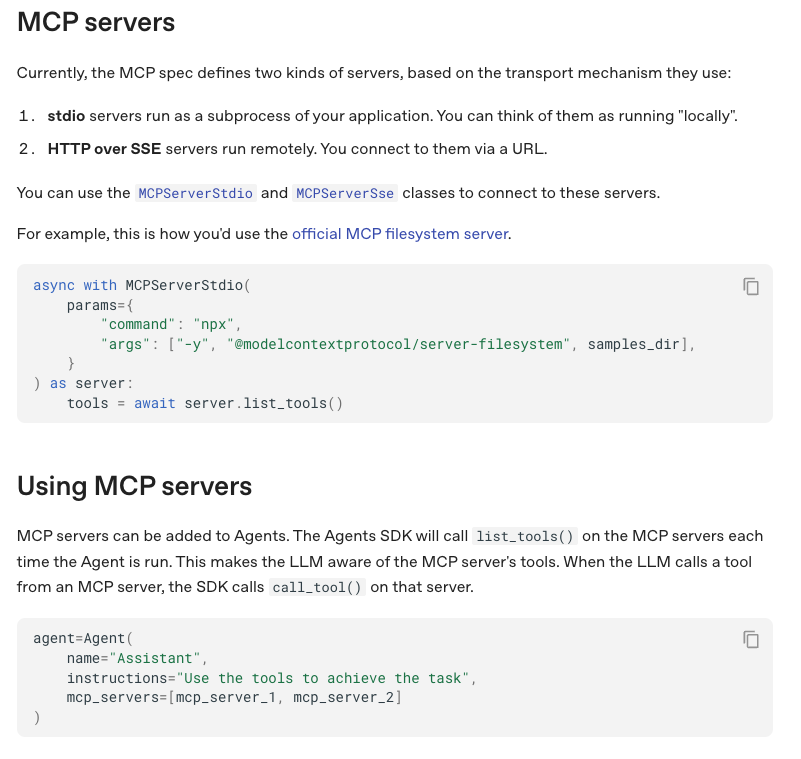 MCP servers
Currently, the MCP spec defines two kinds of servers, based on the transport mechanism they use:
1. stdio servers run as a subprocess of your application. You can think of them as running "locally".
2. HTTP over SSE servers run remotely. You connect to them via a URL.
You can use the MCPServerStdio and MCPServerSse classes to connect to these servers.
For example, this is how you'd use the official MCP filesystem server.
async with MCPServerStdio(
    params={
        "command": "npx",
        "args": ["-y", "@modelcontextprotocol/server-filesystem", samples_dir],
    }
) as server:
    tools = await server.list_tools()
Using MCP servers
MCP servers can be added to Agents. The Agents SDK will call list_tools() on the MCP servers each
time the Agent is run. This makes the LLM aware of the MCP server's tools. When the LLM calls a tool
from an MCP server, the SDK calls call_tool() on that server.
agent=Agent(
    name="Assistant",
    instructions="Use the tools to achieve the task",
    mcp_servers=[mcp_server_1, mcp_server_2]
)